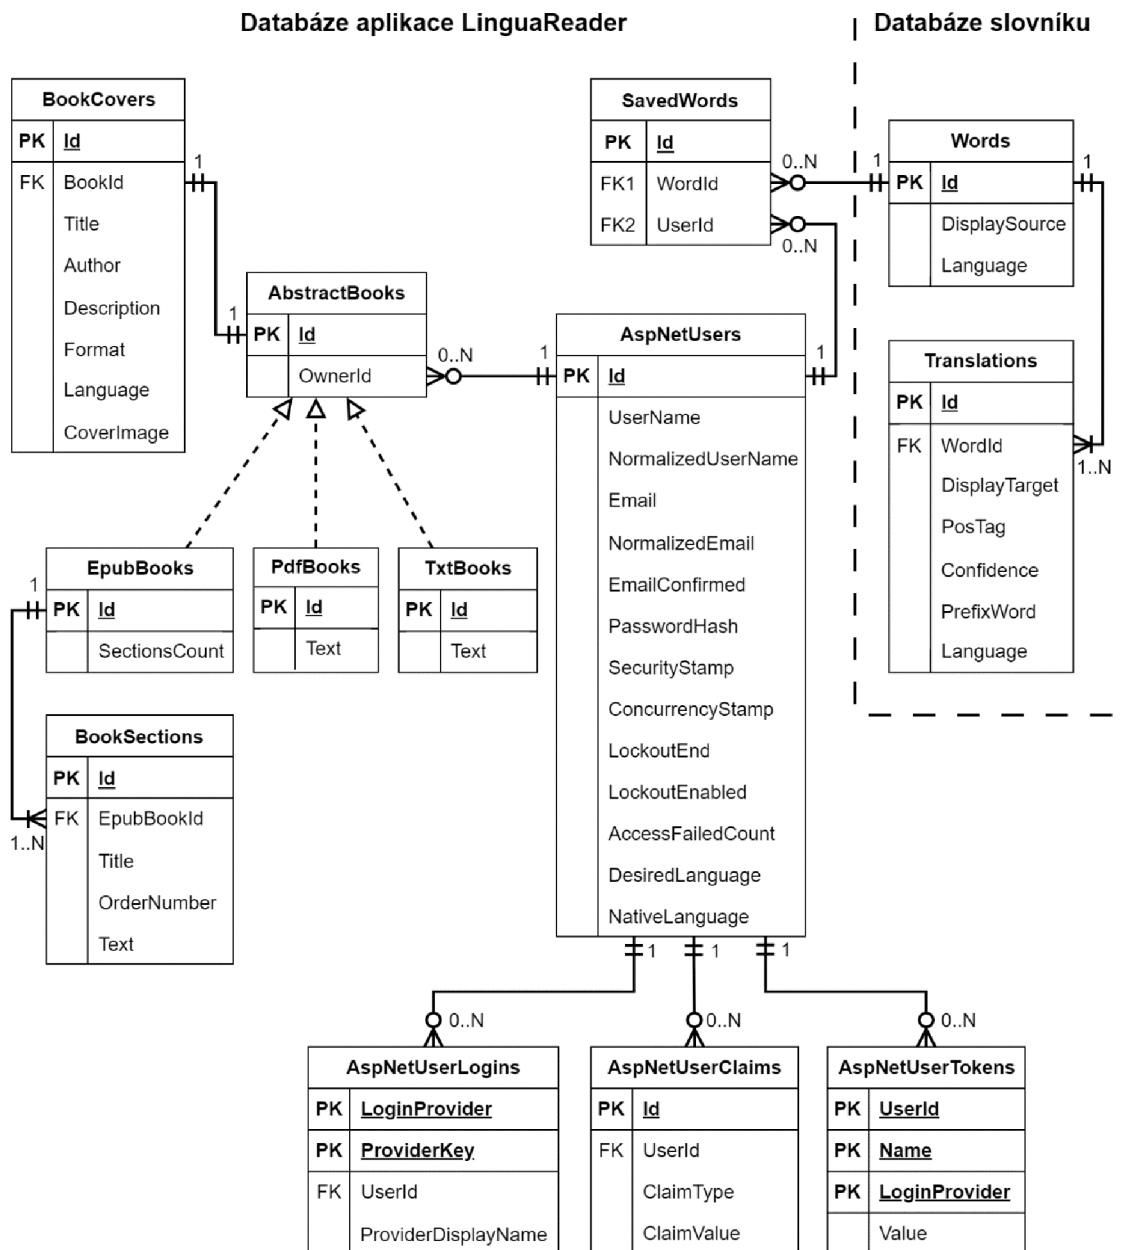 Databáze aplikace LinguaReader
Databáze slovníku
BookCovers
PK Id
FK BookId
Title
Author
Description
Format
Language
CoverImage
1
1
AbstractBooks
PK Id
OwnerId
0..N
1
SavedWords
PK Id
FK1 WordId
FK2 UserId
0..N
0..N
1
1
Words
PK Id
DisplaySource
Language
1
Translations
PK Id
FK WordId
DisplayTarget
PosTag
Confidence
PrefixWord
Language
1..N
AspNetUsers
PK Id
UserName
NormalizedUserName
Email
NormalizedEmail
EmailConfirmed
PasswordHash
SecurityStamp
ConcurrencyStamp
LockoutEnd
LockoutEnabled
AccessFailedCount
DesiredLanguage
NativeLanguage
EpubBooks
PK Id
SectionsCount
1
PdfBooks
PK Id
Text
TxtBooks
PK Id
Text
BookSections
PK Id
FK EpubBookId
Title
OrderNumber
Text
1..N
1
1
1
0..N
0..N
0..N
AspNetUserLogins
PK LoginProvider
PK ProviderKey
FK UserId
ProviderDisplayName
AspNetUserClaims
PK Id
FK UserId
ClaimType
ClaimValue
AspNetUserTokens
PK UserId
PK Name
PK LoginProvider
Value